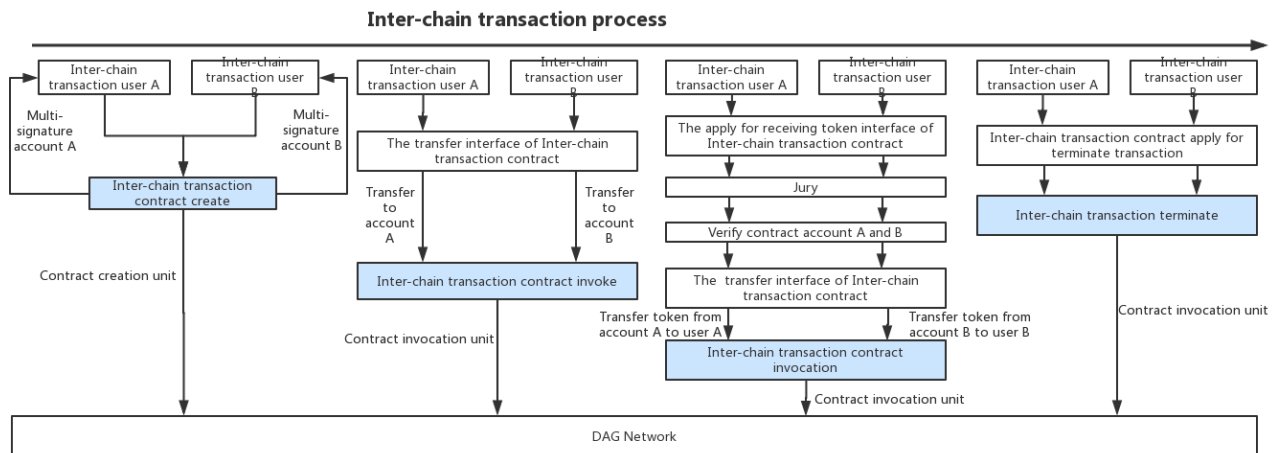 Inter-chain transaction process
Inter-chain
transaction user A
Inter-chain
transaction user
B
Multi-
signature
account A
Multi-
signature
account B
Inter-chain transaction
contract create
Contract creation unit
Inter-chain
transaction user A
Inter-chain
transaction user
B
The transfer interface of Inter-chain
transaction contract
Transfer
to
account
A
Transfer
to
account
B
Inter-chain transaction contract invoke
Contract invocation unit
Inter-chain
transaction user A
Inter-chain
transaction user
B
The apply for receiving token interface of
Inter-chain transaction contract
Jury
Verify contract account A and B
The transfer interface of Inter-chain
transaction contract
Transfer token from
account A to user A
Transfer token from
account B to user B
Inter-chain transaction contract
invocation
Contract invocation unit
Inter-chain
transaction user A
Inter-chain
transaction user
B
Inter-chain transaction contract apply for
terminate transaction
Inter-chain transaction terminate
Contract invocation unit
DAG Network